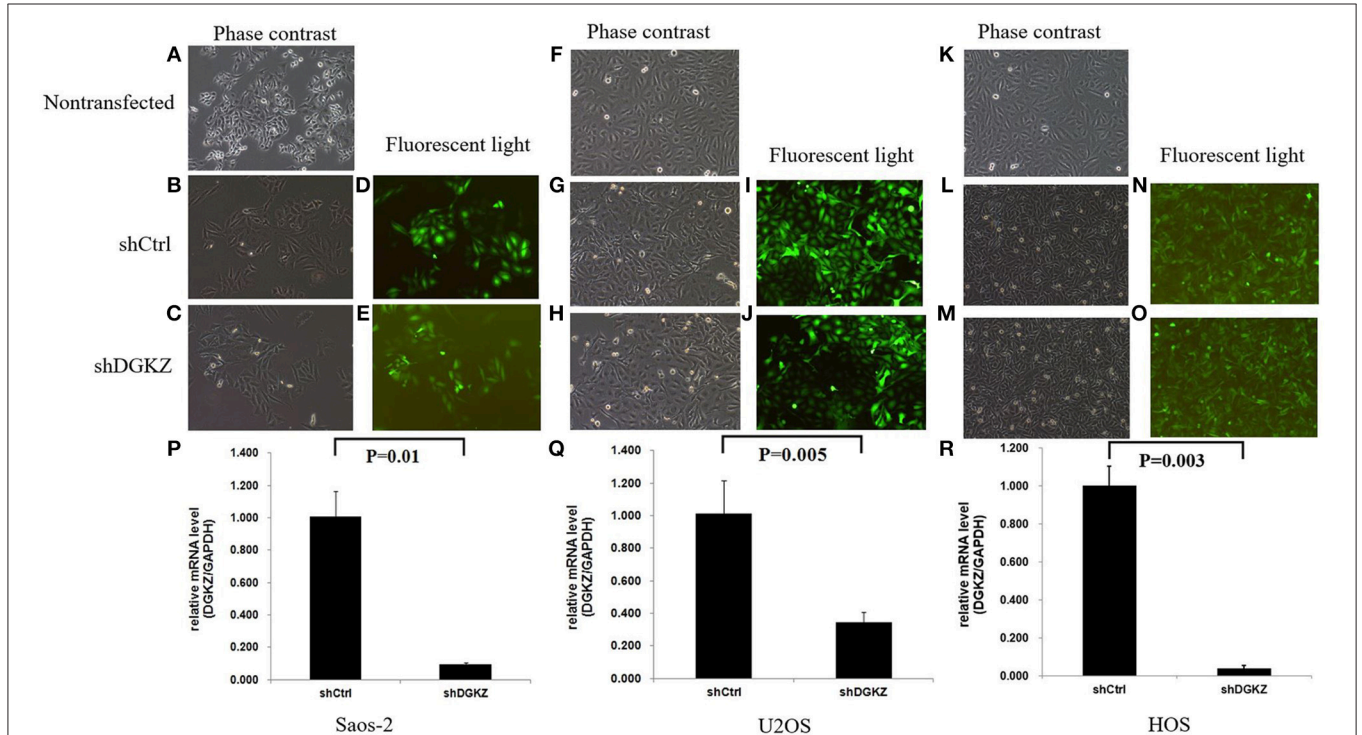 Phase contrast
Phase contrast
Phase contrast
A
F
K
Nontransfected
Fluorescent light
Fluorescent light
Fluorescent light
B
D
G
I
L
N
shCtrl
C
E
H
J
M
O
shDGKZ
P
P=0.01
1.400
1.200
1.000
0.800
0.600
0.400
0.200
0.000
relative mRNA level
(DGKZ/GAPDH)
shCtrl
shDGKZ
Saos-2
Q
P=0.005
1.400
1.200
1.000
0.800
0.600
0.400
0.200
0.000
relative mRNA level
(DGKZ/GAPDH)
shCtrl
shDGKZ
U2OS
R
P=0.003
1.200
1.000
0.800
0.600
0.400
0.200
0.000
relative mRNA level
(DGKZ/GAPDH)
shCtrl
shDGKZ
HOS